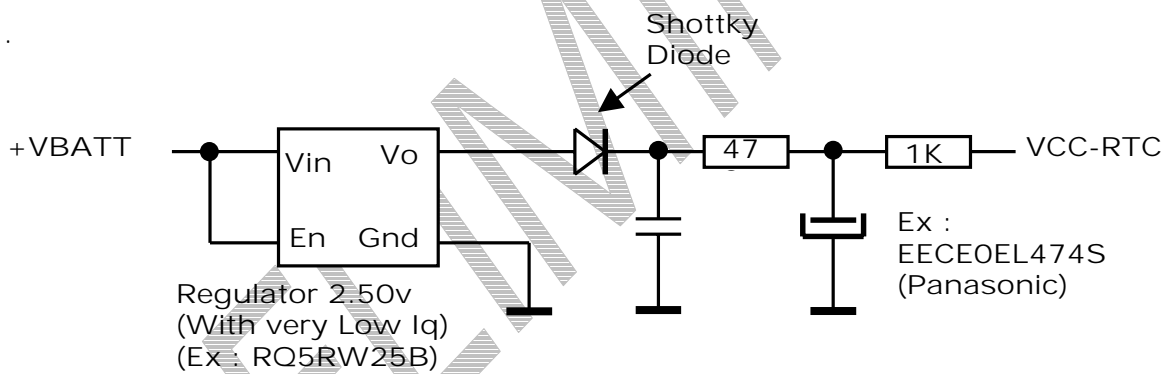 Shottky
Diode
.
+VBATT
Vin
Vo
47
1K
VCC-RTC
En
Gnd
Ex :
EECE0EL474S
(Panasonic)
Regulator 2.50v
(With very Low Iq)
(Ex : RQ5RW25B)